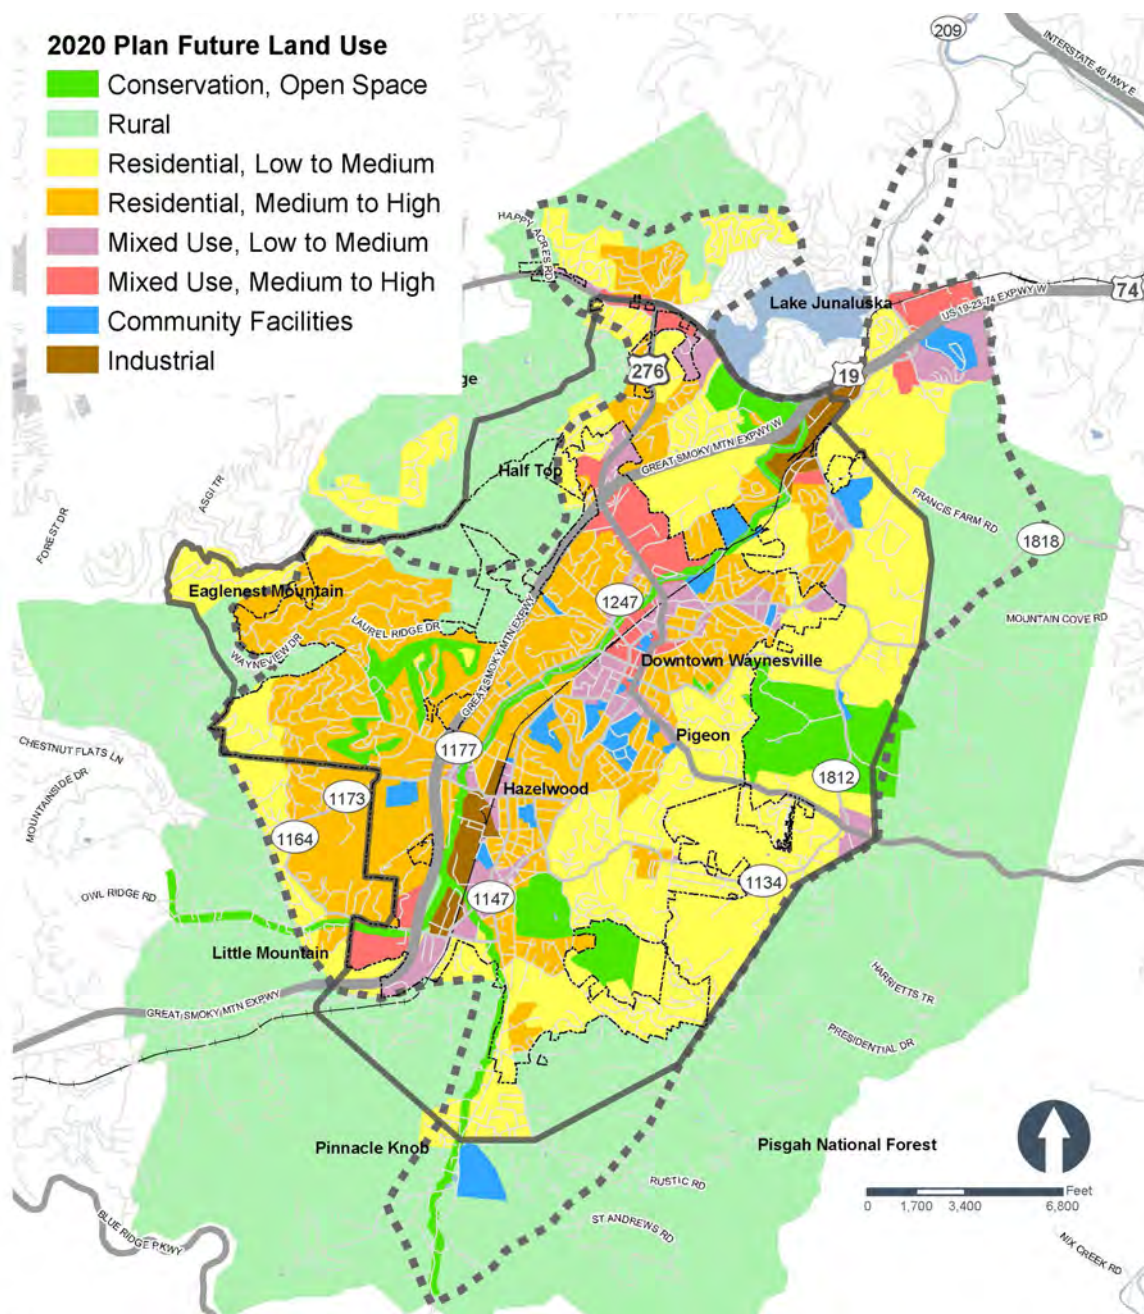 2020 Plan Future Land Use
Conservation, Open Space
Rural
Residential, Low to Medium
Residential, Medium to High
Mixed Use, Low to Medium
Mixed Use, Medium to High
Community Facilities
Industrial
209
INTERSTATE 40 HWY E
HAPPY ACRES RD
74
US 19-23-74 EXPWY W
Lake Junaluska
276
19
GREAT SMOKY MTN EXPWY W
Half Top
ASGI TR
FOREST DR
FRANCIS FARM RD
1818
Eaglenest Mountain
LAUREL RIDGE DR
WAYNEVIEW DR
1247
MOUNTAIN COVE RD
GREAT SMOKY MTN EXPWY
Downtown Waynesville
Pigeon
CHESTNUT FLATS LN
MOUNTAINSIDE DR
1177
1812
1173
Hazelwood
1164
1134
1147
OWL RIDGE RD
Little Mountain
HARRIETTS TR
GREAT SMOKY MTN EXPWY
PRESIDENTIAL DR
Pinnacle Knob
Pisgah National Forest
RUSTIC RD
Feet
0 1,700 3,400 6,800
BLUE RIDGE PKWY
ST ANDREWS RD
NIX CREEK RD